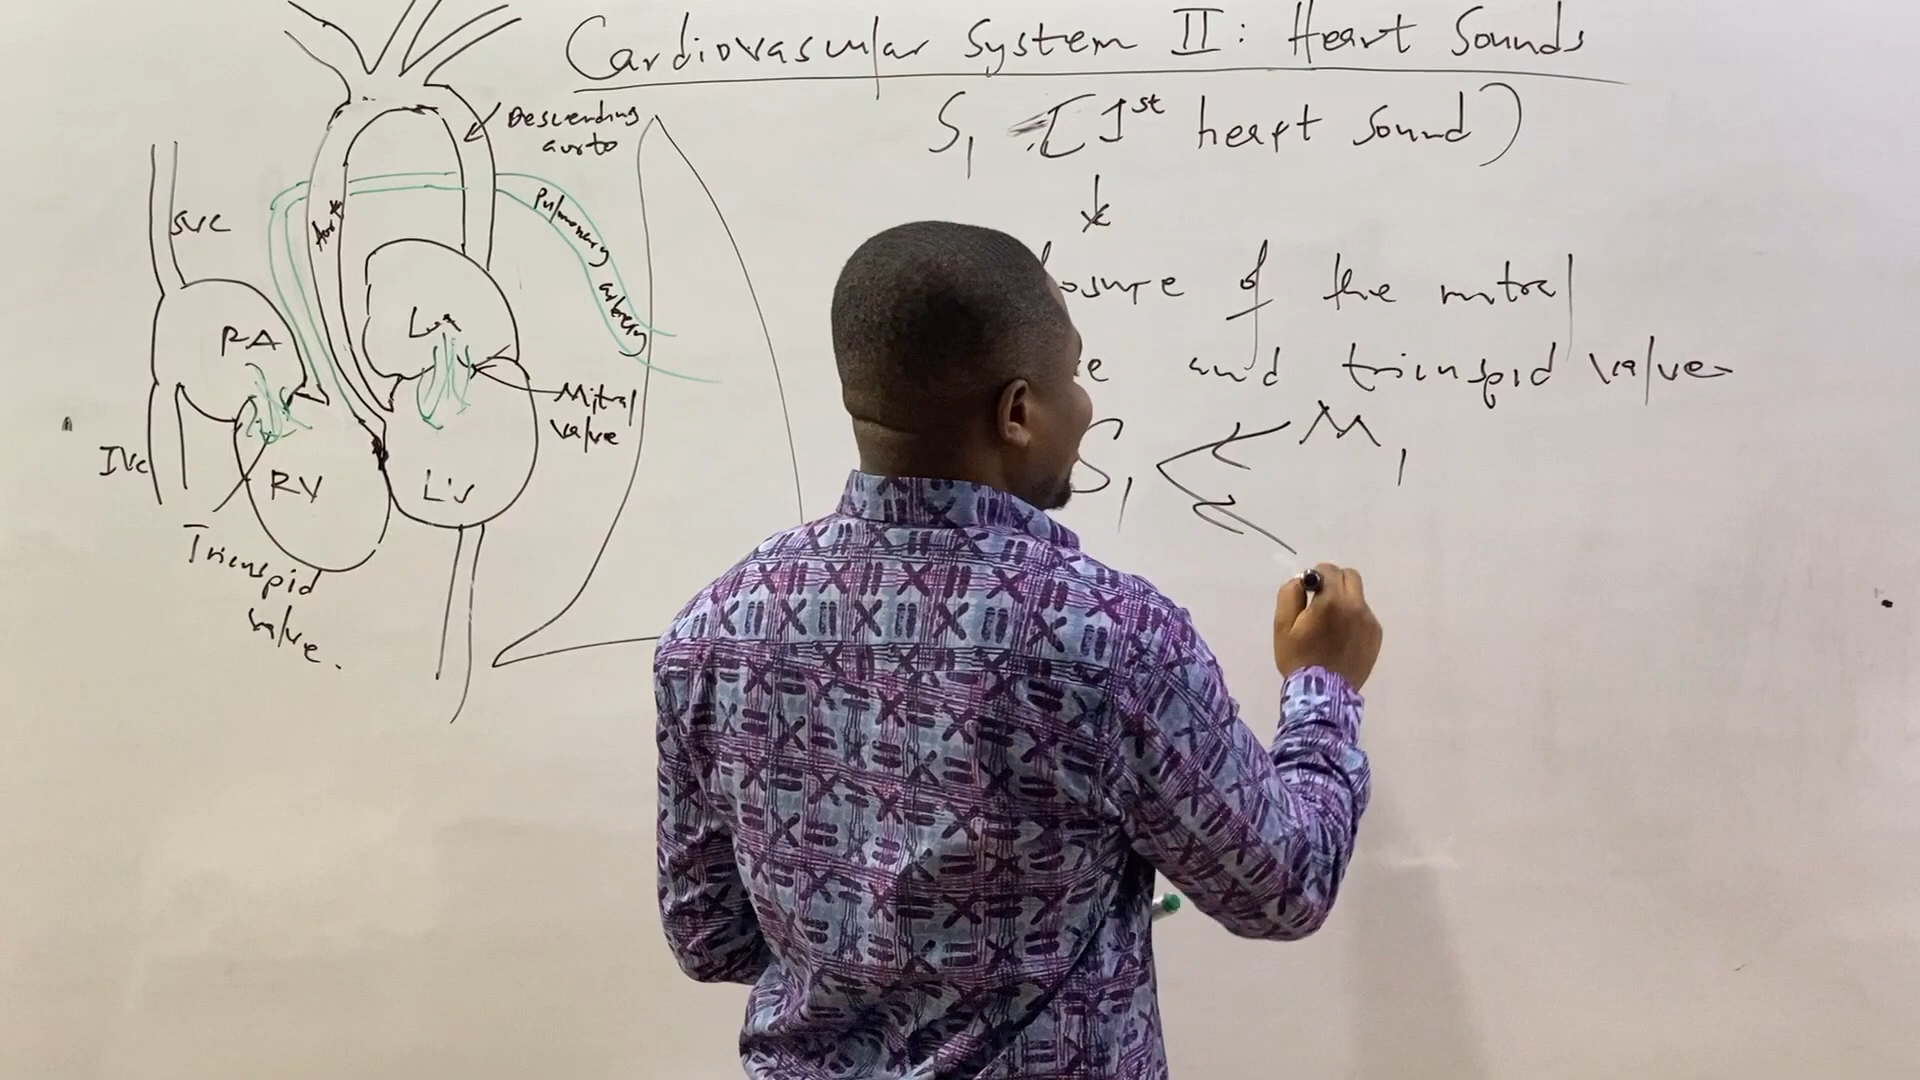 Cardiovascular System II: Heart Sounds
S1 (1st heart sound)
osure of the mitral
e and tricuspid valve
S1
M1
Descending
aorta
SVC
Aorta
Pulmonary artery
RA
LA
Mitral
valve
IVC
RV
LV
Tricuspid
valve.